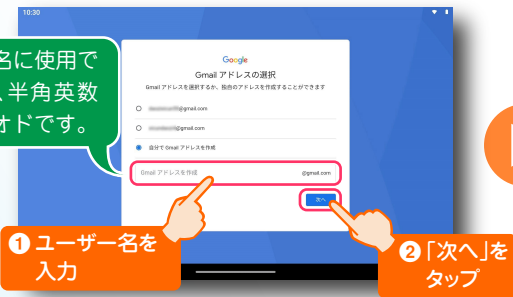 10:30
名に使用で
、半角英数
オドです。
Google
Gmail アドレスの選択
Gmail アドレスを選択するか、独自のアドレスを作成することができます
@gmail.com
@gmail.com
自分で Gmail アドレスを作成
Gmail アドレスを作成
@gmail.com
次へ
❶ ユーザー名を
入力
❷「次へ」を
タップ